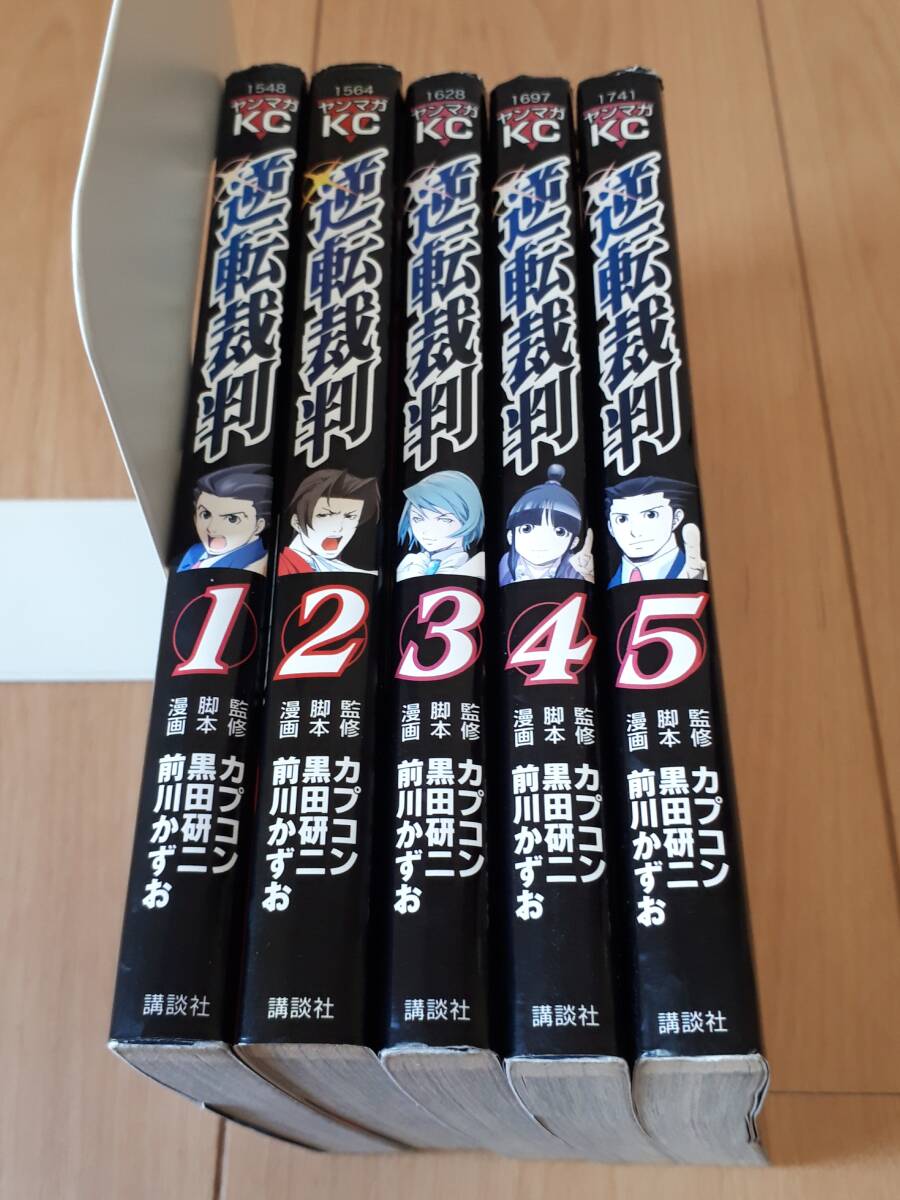 1548
ヤンマガ
KC
逆転裁判
1
監修 カプコン
脚本 黒田研二
漫画 前川かずお
講談社
1564
ヤンマガ
KC
逆転裁判
2
監修 カプコン
脚本 黒田研二
漫画 前川かずお
講談社
1628
ヤンマガ
KC
逆転裁判
3
監修 カプコン
脚本 黒田研二
漫画 前川かずお
講談社
1697
ヤンマガ
KC
逆転裁判
4
監修 カプコン
脚本 黒田研二
漫画 前川かずお
講談社
1741
ヤンマガ
KC
逆転裁判
5
監修 カプコン
脚本 黒田研二
漫画 前川かずお
講談社